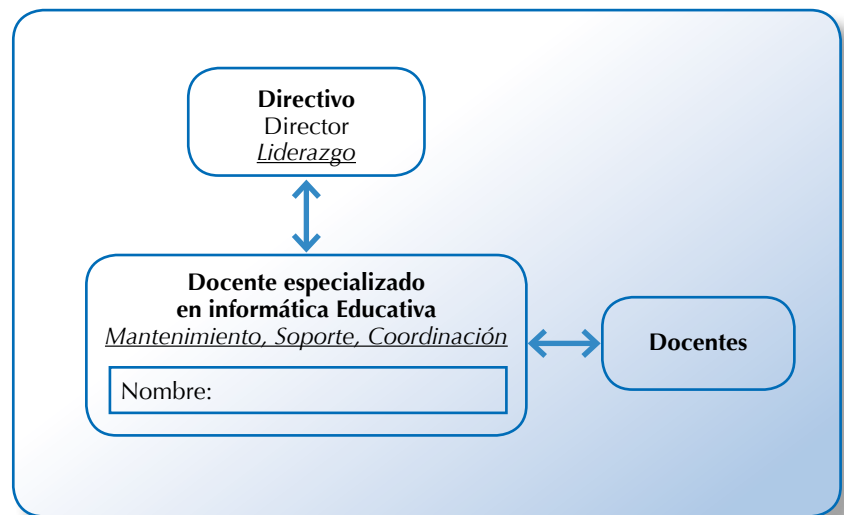 Directivo
Director
Liderazgo
Docente especializado
en informática Educativa
Mantenimiento, Soporte, Coordinación
Nombre:
Docentes